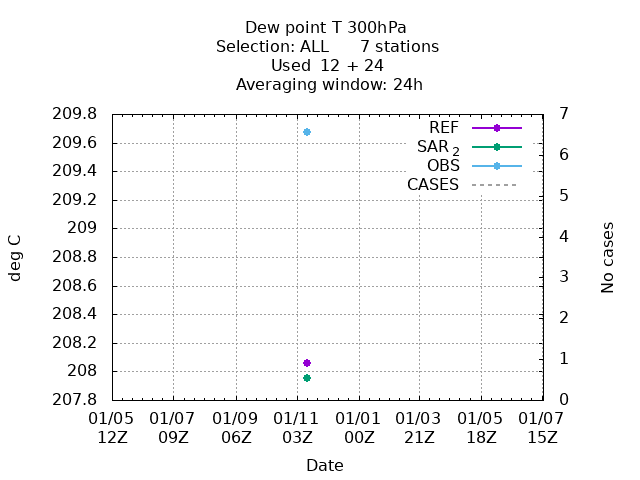 Dew point T 300hPa
Selection: ALL 7 stations
Used 12 + 24
Averaging window: 24h
209.8
209.6
209.4
209.2
209
208.8
208.6
208.4
208.2
208
207.8
deg C
7
6
5
4
3
2
1
0
No cases
REF
SAR 2
OBS
CASES
01/05 01/07 01/09 01/11 01/01 01/03 01/05 01/07
12Z 09Z 06Z 03Z 00Z 21Z 18Z 15Z
Date